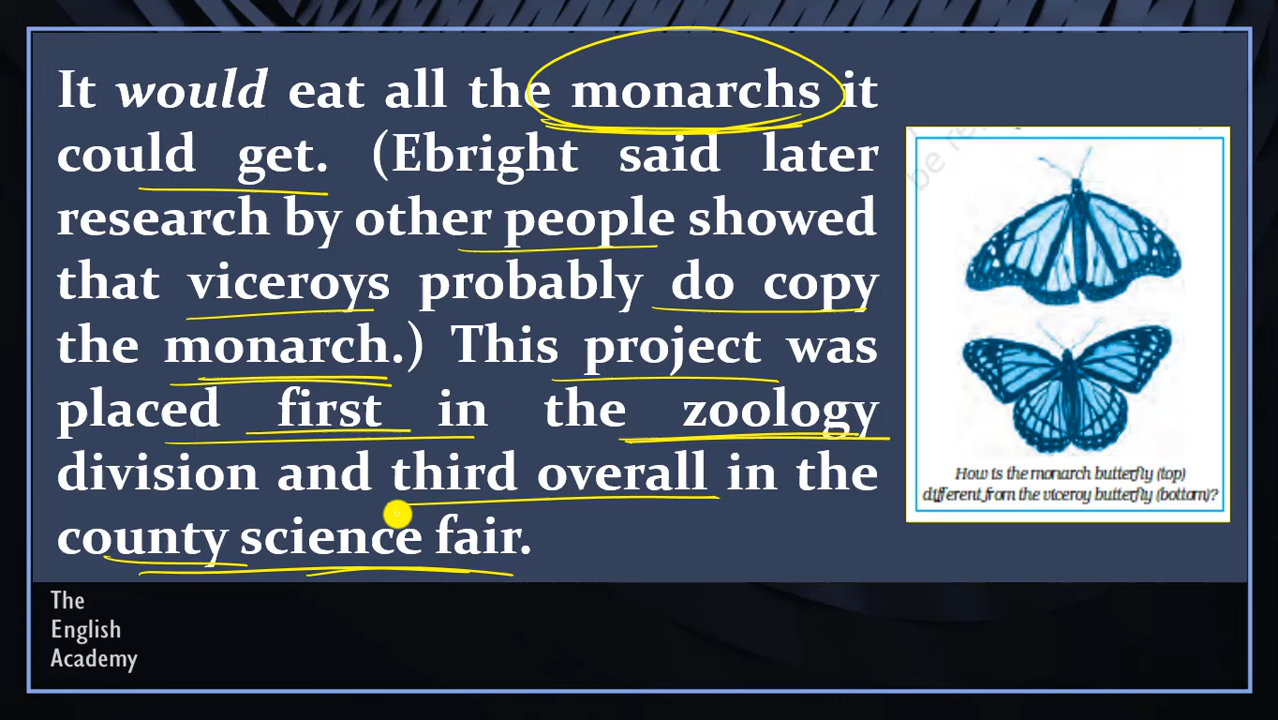 It would eat all the monarchs it
could get. (Ebright said later
research by other people showed
that viceroys probably do copy
the monarch.) This project was
placed first in the zoology
division and third overall in the
county science fair.
be re
How is the monarch butterfly (top)
different from the viceroy butterfly (bottom)?
The
English
Academy